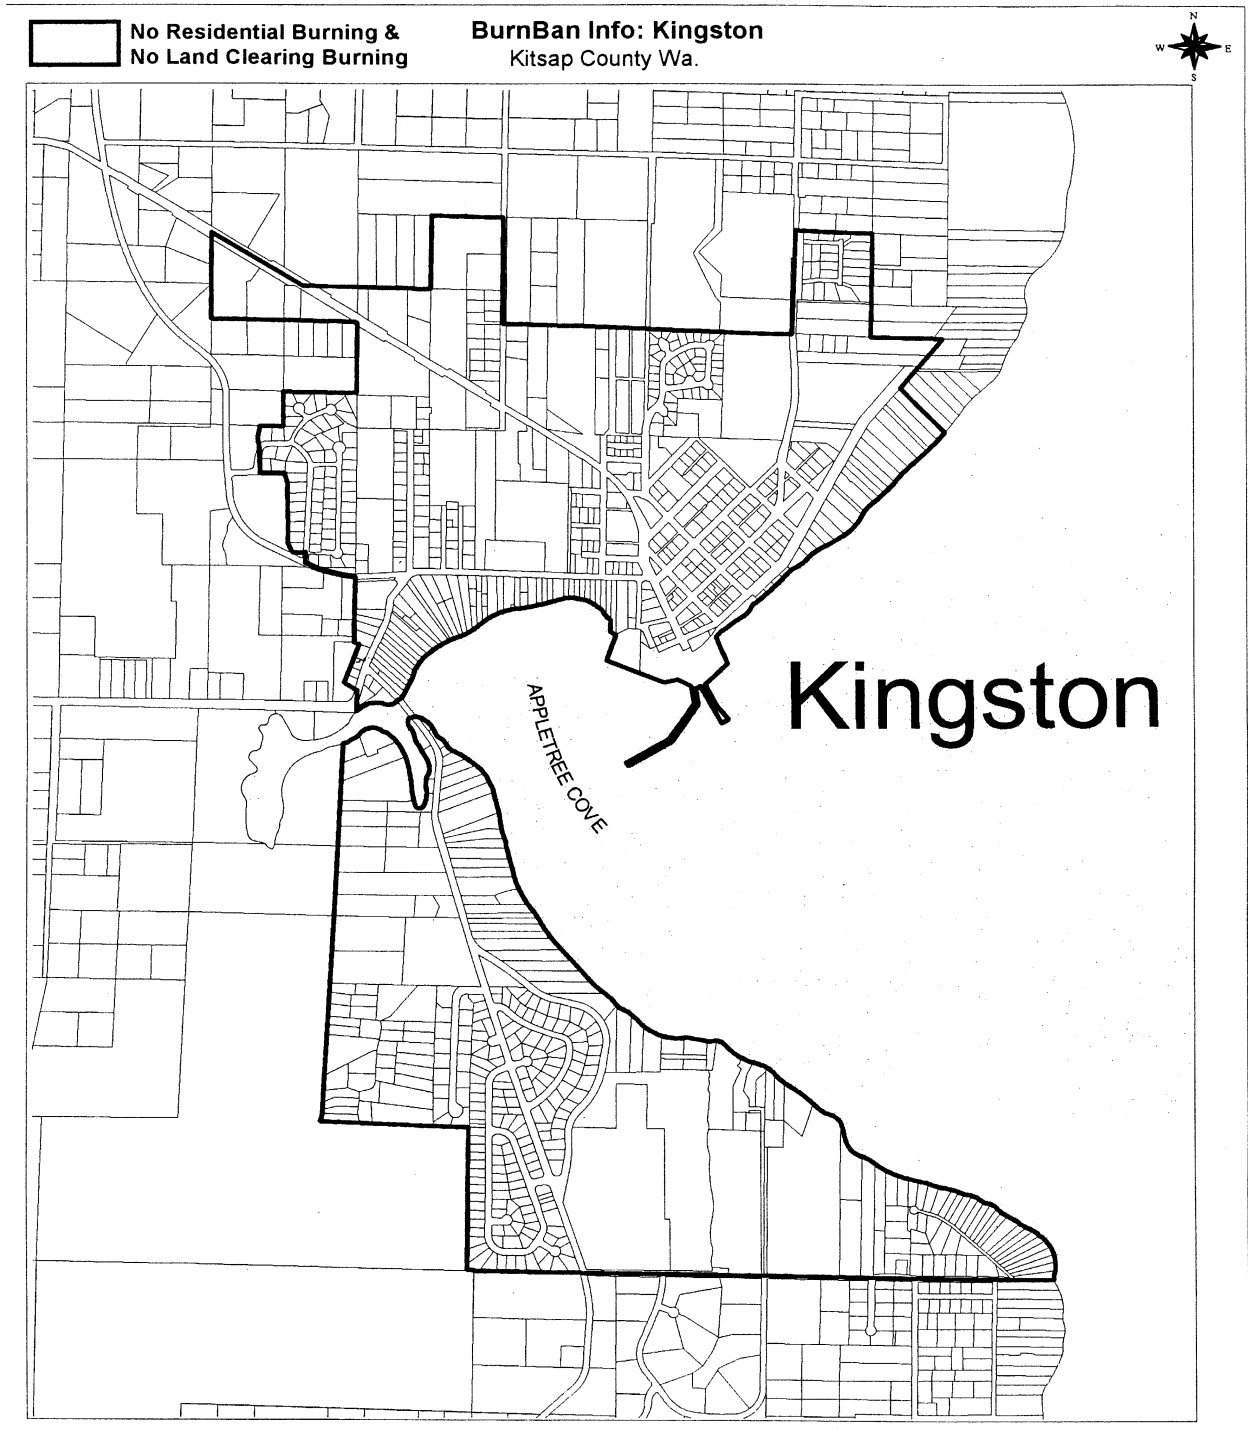 No Residential Burning &
No Land Clearing Burning
BurnBan Info: Kingston
Kitsap County Wa.
N
W
E
S
Kingston
APPLETREE COVE